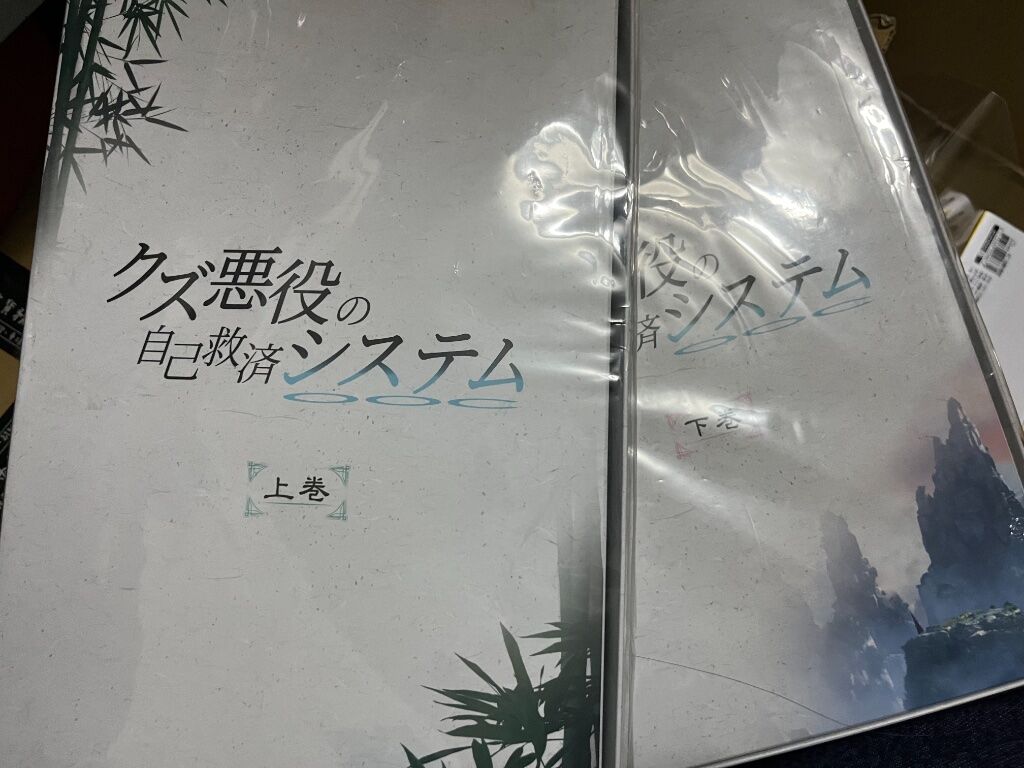 クズ悪役の
自己救済システム
上巻
役の
済システム
下巻